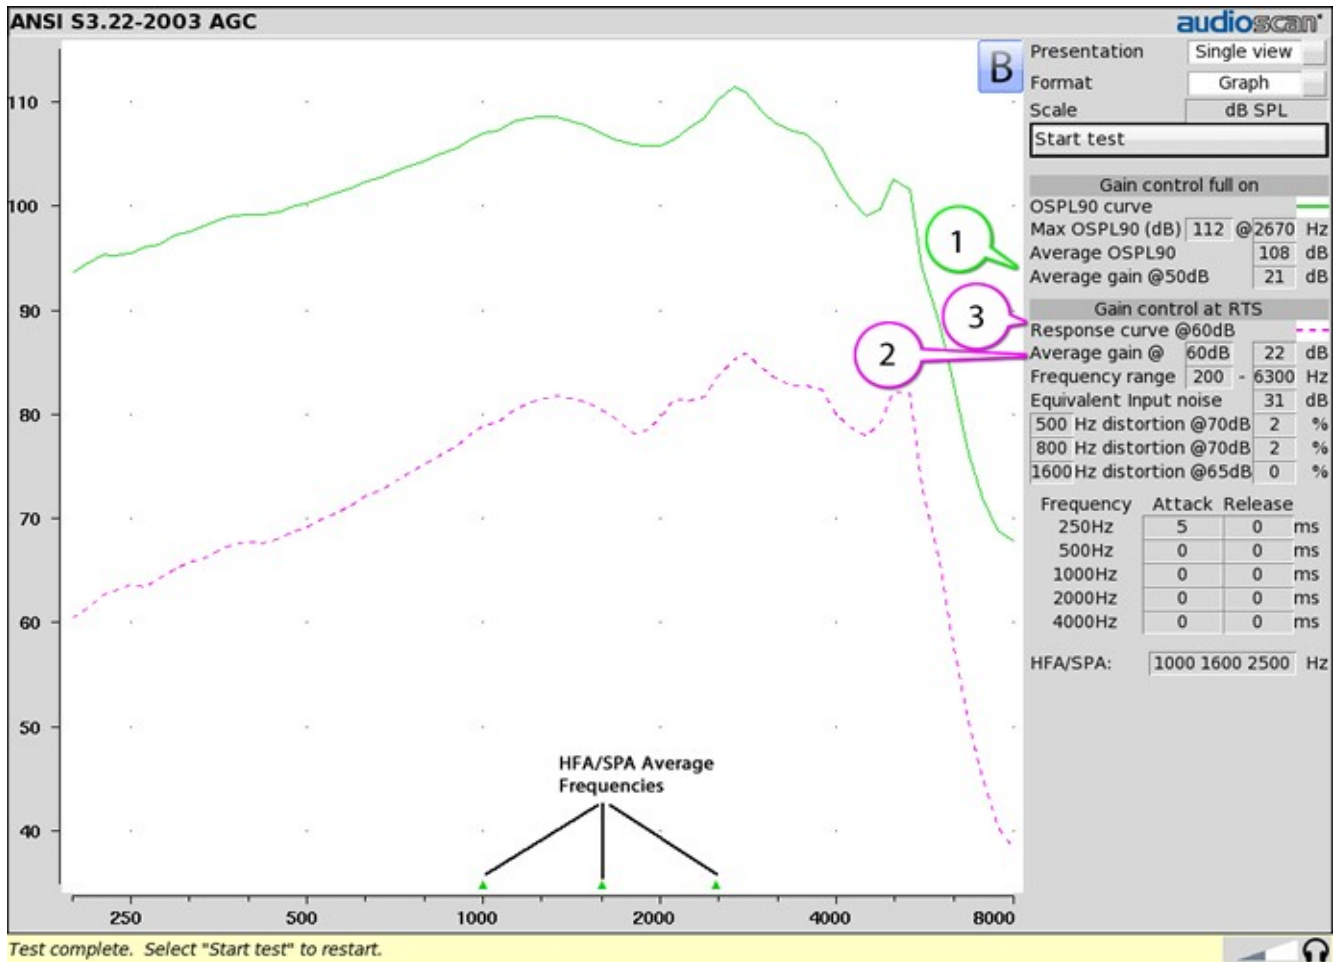 ANSI S3.22-2003 AGC
audioscan
B
Presentation Single view
Format Graph
Scale dB SPL
Start test
Gain control full on
OSPL90 curve
Max OSPL90 (dB) 112 @ 2670 Hz
Average OSPL90 108 dB
Average gain @50dB 21 dB
Gain control at RTS
Response curve @60dB
Average gain @ 60dB 22 dB
Frequency range 200 - 6300 Hz
Equivalent Input noise 31 dB
500 Hz distortion @70dB 2 %
800 Hz distortion @70dB 2 %
1600 Hz distortion @65dB 0 %
Frequency Attack Release
250Hz 5 0 ms
500Hz 0 0 ms
1000Hz 0 0 ms
2000Hz 0 0 ms
4000Hz 0 0 ms
HFA/SPA: 1000 1600 2500 Hz
1
3
2
110
100
90
80
70
60
50
40
HFA/SPA Average
Frequencies
250 500 1000 2000 4000 8000
Test complete. Select "Start test" to restart.